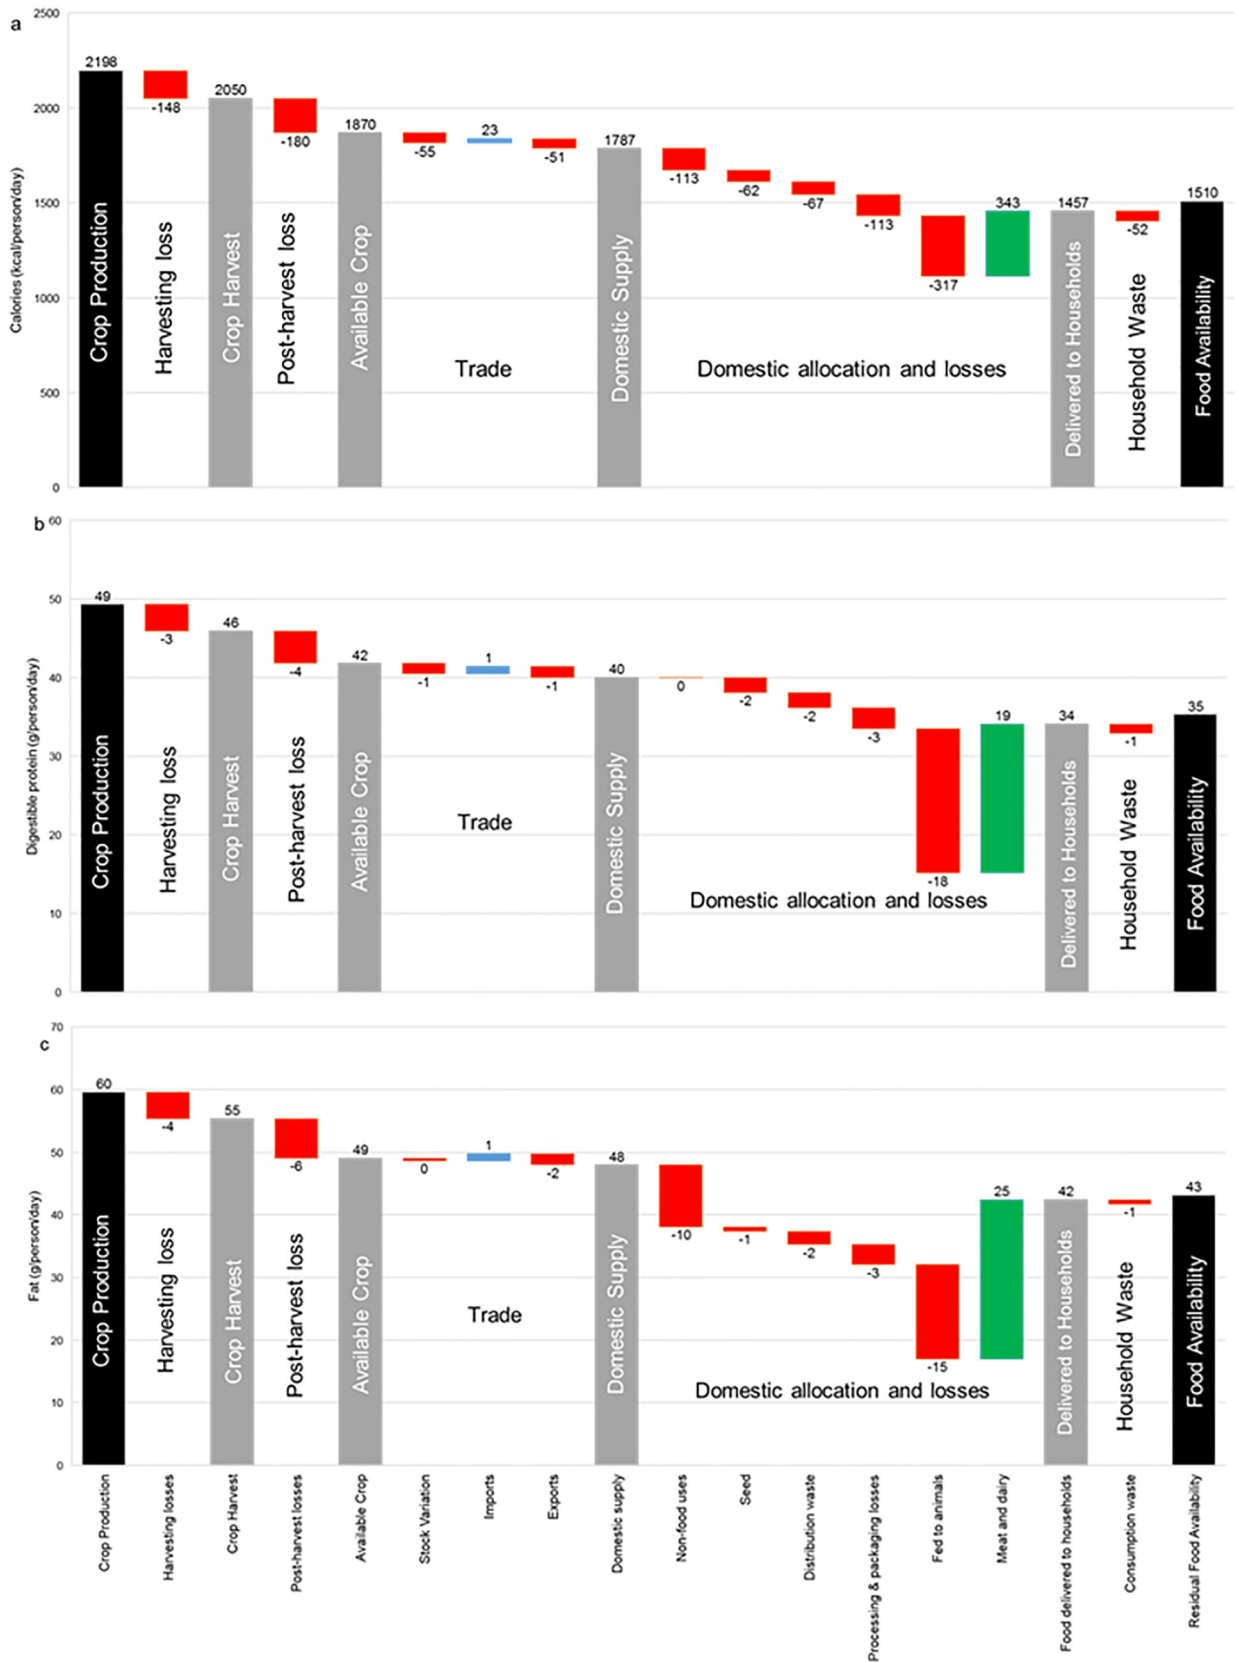 a
2500
2000
1500
1000
500
0
Calories (kcal/person/day)
2198
-148
2050
-180
1870
-55
23
-51
1787
-113
-62
-67
-113
-317
343
1457
-52
1510
Crop Production
Harvesting loss
Crop Harvest
Post-harvest loss
Available Crop
Trade
Domestic Supply
Domestic allocation and losses
Delivered to Households
Household Waste
Food Availability
b
60
50
40
30
20
10
0
Digestible protein (g/person/day)
49
-3
46
-4
42
-1
1
-1
40
0
-2
-2
-3
-18
19
34
-1
35
Crop Production
Harvesting loss
Crop Harvest
Post-harvest loss
Available Crop
Trade
Domestic Supply
Domestic allocation and losses
Delivered to Households
Household Waste
Food Availability
c
70
60
50
40
30
20
10
0
Fat (g/person/day)
60
-4
55
-6
49
0
1
-2
48
-10
-1
-2
-3
-15
25
42
-1
43
Crop Production
Harvesting loss
Crop Harvest
Post-harvest loss
Available Crop
Trade
Domestic Supply
Domestic allocation and losses
Delivered to Households
Household Waste
Food Availability
Crop Production
Harvesting losses
Crop Harvest
Post-harvest losses
Available Crop
Stock Variation
Imports
Exports
Domestic supply
Non-food uses
Seed
Distribution waste
Processing & packaging losses
Fed to animals
Meat and dairy
Food delivered to households
Consumption waste
Residual Food Availability